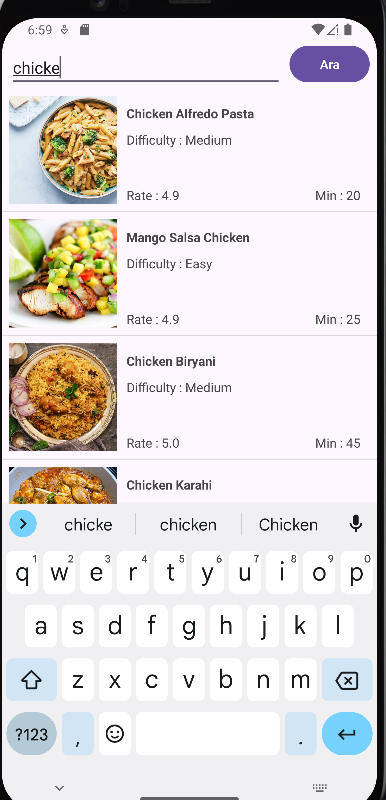 6:59
chicke
Ara
Chicken Alfredo Pasta
Difficulty : Medium
Rate : 4.9 Min : 20
Mango Salsa Chicken
Difficulty : Easy
Rate : 4.9 Min : 25
Chicken Biryani
Difficulty : Medium
Rate : 5.0 Min : 45
Chicken Karahi
chicke chicken Chicken
1 2 3 4 5 6 7 8 9 0
q w e r t y u i o p
a s d f g h j k l
z x c v b n m
?123 , .